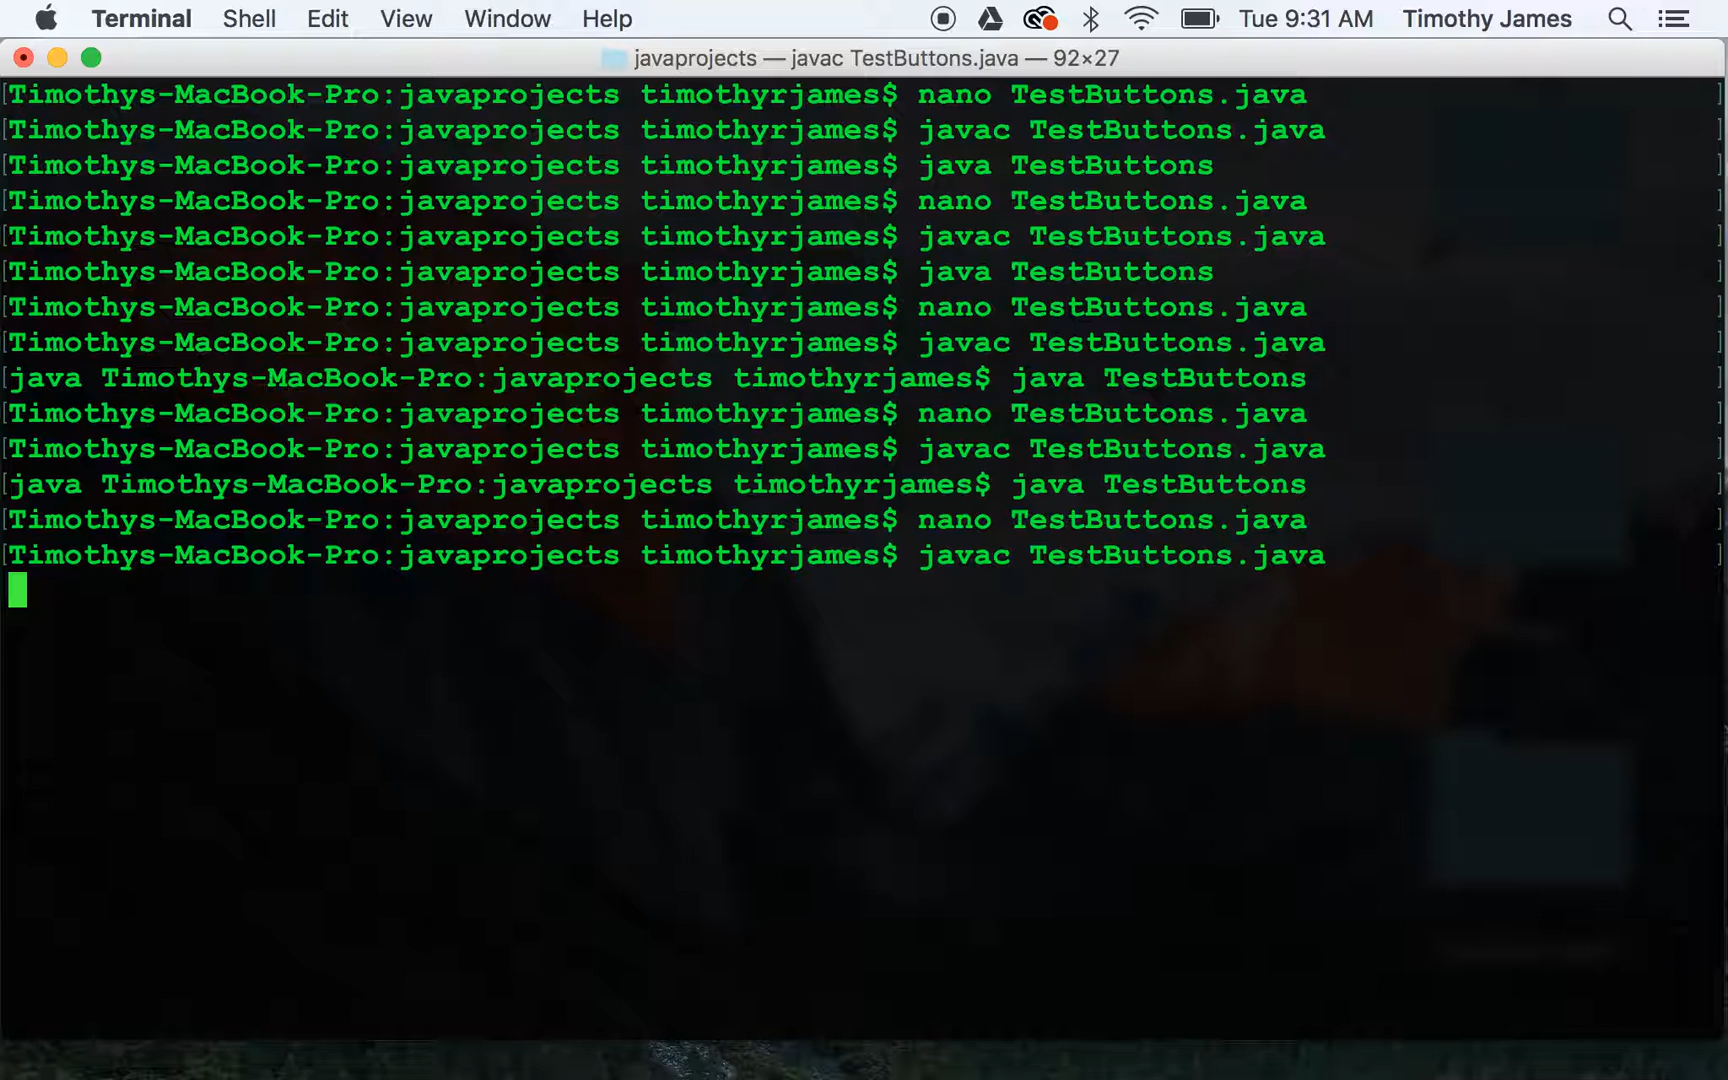 Terminal Shell Edit View Window Help Tue 9:31 AM Timothy James
javaprojects — javac TestButtons.java — 92×27
[Timothys-MacBook-Pro:javaprojects timothyrjames$ nano TestButtons.java ]
[Timothys-MacBook-Pro:javaprojects timothyrjames$ javac TestButtons.java ]
[Timothys-MacBook-Pro:javaprojects timothyrjames$ java TestButtons ]
[Timothys-MacBook-Pro:javaprojects timothyrjames$ nano TestButtons.java ]
[Timothys-MacBook-Pro:javaprojects timothyrjames$ javac TestButtons.java ]
[Timothys-MacBook-Pro:javaprojects timothyrjames$ java TestButtons ]
[Timothys-MacBook-Pro:javaprojects timothyrjames$ nano TestButtons.java ]
[Timothys-MacBook-Pro:javaprojects timothyrjames$ javac TestButtons.java ]
[java Timothys-MacBook-Pro:javaprojects timothyrjames$ java TestButtons ]
[Timothys-MacBook-Pro:javaprojects timothyrjames$ nano TestButtons.java ]
[Timothys-MacBook-Pro:javaprojects timothyrjames$ javac TestButtons.java ]
[java Timothys-MacBook-Pro:javaprojects timothyrjames$ java TestButtons ]
[Timothys-MacBook-Pro:javaprojects timothyrjames$ nano TestButtons.java ]
[Timothys-MacBook-Pro:javaprojects timothyrjames$ javac TestButtons.java ]